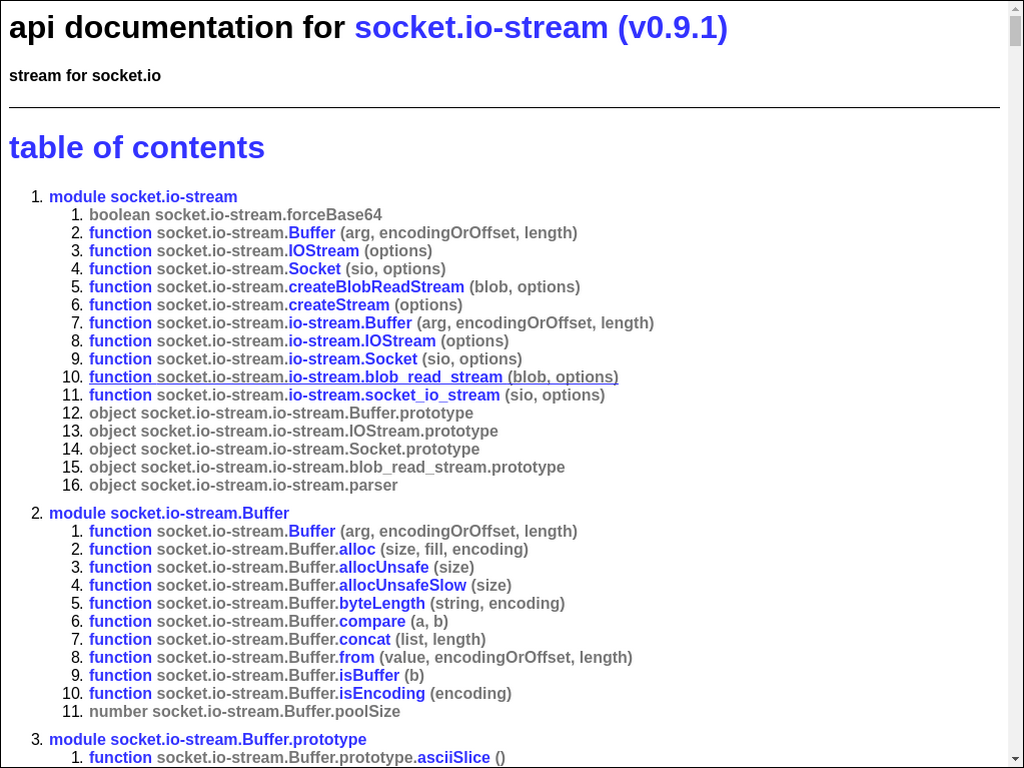 api documentation for socket.io-stream (v0.9.1)
stream for socket.io
table of contents
1. module socket.io-stream
1. boolean socket.io-stream.forceBase64
2. function socket.io-stream.Buffer (arg, encodingOrOffset, length)
3. function socket.io-stream.IOStream (options)
4. function socket.io-stream.Socket (sio, options)
5. function socket.io-stream.createBlobReadStream (blob, options)
6. function socket.io-stream.createStream (options)
7. function socket.io-stream.io-stream.Buffer (arg, encodingOrOffset, length)
8. function socket.io-stream.io-stream.IOStream (options)
9. function socket.io-stream.io-stream.Socket (sio, options)
10. function socket.io-stream.io-stream.blob_read_stream (blob, options)
11. function socket.io-stream.io-stream.socket_io_stream (sio, options)
12. object socket.io-stream.io-stream.Buffer.prototype
13. object socket.io-stream.io-stream.IOStream.prototype
14. object socket.io-stream.io-stream.Socket.prototype
15. object socket.io-stream.io-stream.blob_read_stream.prototype
16. object socket.io-stream.io-stream.parser
2. module socket.io-stream.Buffer
1. function socket.io-stream.Buffer (arg, encodingOrOffset, length)
2. function socket.io-stream.Buffer.alloc (size, fill, encoding)
3. function socket.io-stream.Buffer.allocUnsafe (size)
4. function socket.io-stream.Buffer.allocUnsafeSlow (size)
5. function socket.io-stream.Buffer.byteLength (string, encoding)
6. function socket.io-stream.Buffer.compare (a, b)
7. function socket.io-stream.Buffer.concat (list, length)
8. function socket.io-stream.Buffer.from (value, encodingOrOffset, length)
9. function socket.io-stream.Buffer.isBuffer (b)
10. function socket.io-stream.Buffer.isEncoding (encoding)
11. number socket.io-stream.Buffer.poolSize
3. module socket.io-stream.Buffer.prototype
1. function socket.io-stream.Buffer.prototype.asciiSlice ()